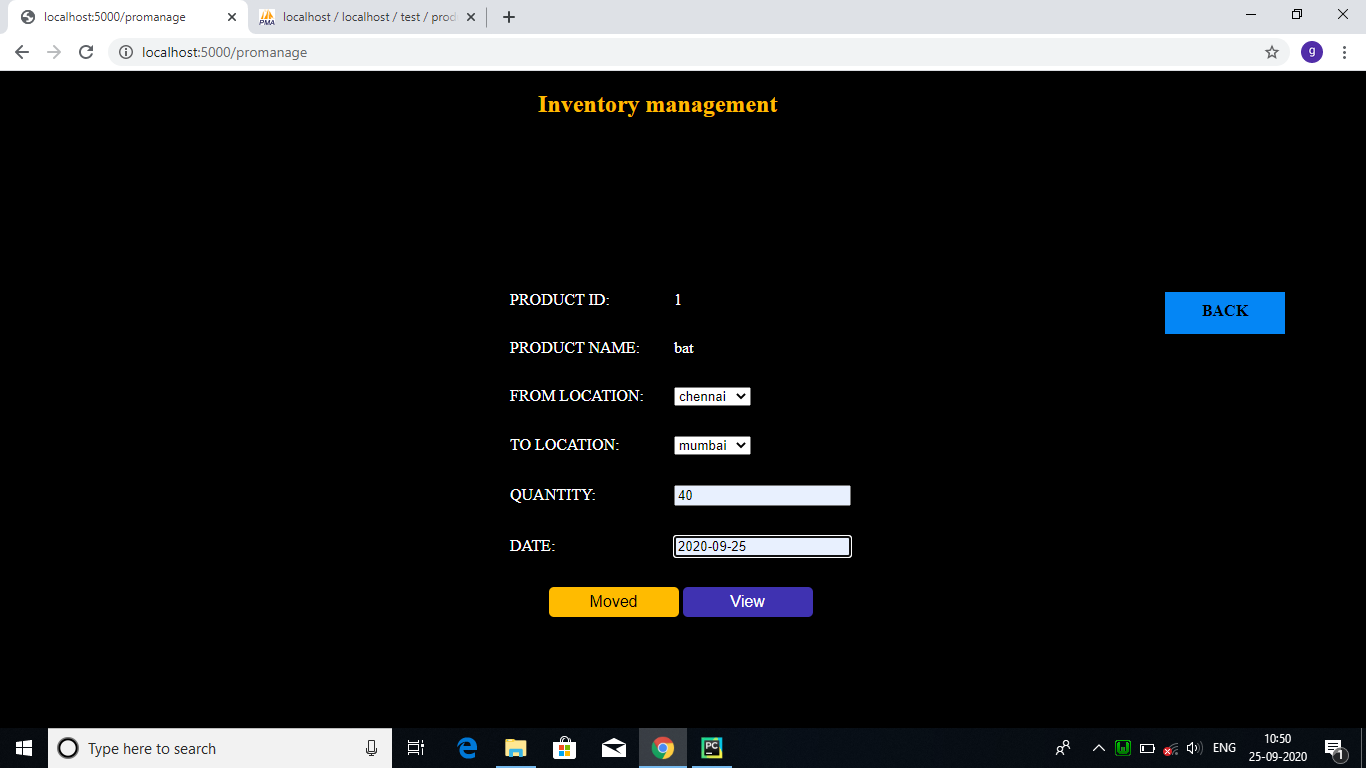 localhost:5000/promanage
localhost / localhost / test / prod
localhost:5000/promanage
g
Inventory management
PRODUCT ID: 1
BACK
PRODUCT NAME: bat
FROM LOCATION: chennai
TO LOCATION: mumbai
QUANTITY: 40
DATE: 2020-09-25
Moved View
Type here to search
PC
ENG
10:50
25-09-2020
1